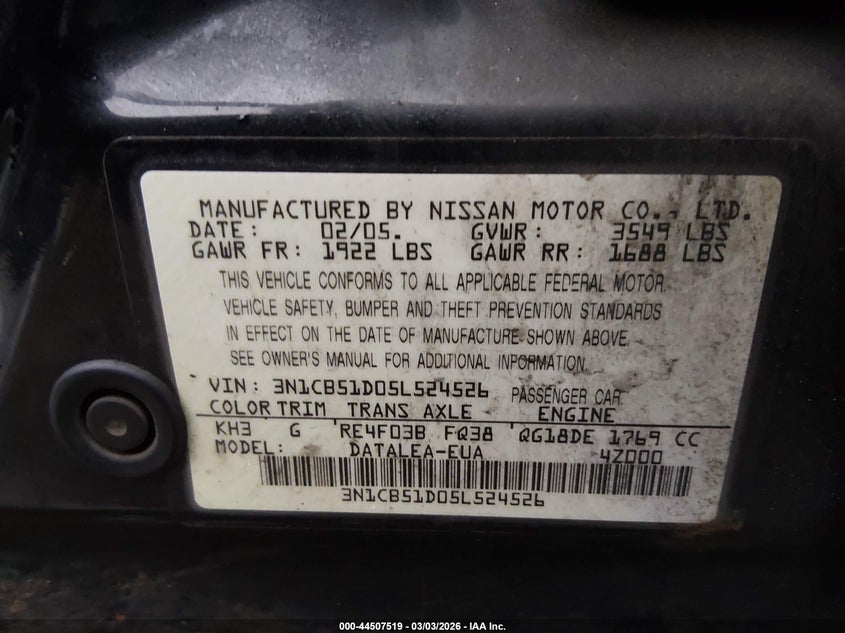 MANUFACTURED BY NISSAN MOTOR CO., LTD.
DATE: 02/05. GVWR: 3549 LBS
GAWR FR: 1922 LBS GAWR RR: 1688 LBS
THIS VEHICLE CONFORMS TO ALL APPLICABLE FEDERAL MOTOR
VEHICLE SAFETY, BUMPER AND THEFT PREVENTION STANDARDS
IN EFFECT ON THE DATE OF MANUFACTURE SHOWN ABOVE.
SEE OWNER'S MANUAL FOR ADDITIONAL INFORMATION.
VIN: 3N1CB51D05L524526 PASSENGER CAR
COLOR TRIM TRANS AXLE ENGINE
KH3 G RE4F03B FQ38 QG18DE 1769 CC
MODEL: DATALEA-EUA 4Z000
3N1CB51D05L524526
000-44507519 - 03/03/2026 - IAA Inc.